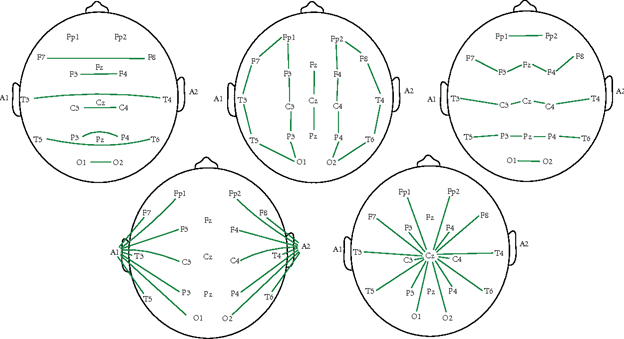 Fp1 Fp2
F7 F8
Fz
F3 F4
A1 T3 Cz T4 A2
C3 C4
T5 P3 Pz P4 T6
O1 O2
Fp1 Fp2
F7 Fz F8
F3 F4
A1 T3 Cz T4 A2
C3 C4
T5 P3 Pz P4 T6
O1 O2
Fp1 Fp2
F7 Fz F8
F3 F4
A1 T3 Cz T4 A2
C3 C4
T5 P3 Pz P4 T6
O1 O2
Fp1 Fp2
F7 Fz F8
F3 F4
A1 T3 Cz T4 A2
C3 C4
T5 P3 Pz P4 T6
O1 O2
Fp1 Fp2
F7 Fz F8
F3 F4
A1 T3 Cz T4 A2
C3 C4
T5 P3 Pz P4 T6
O1 O2